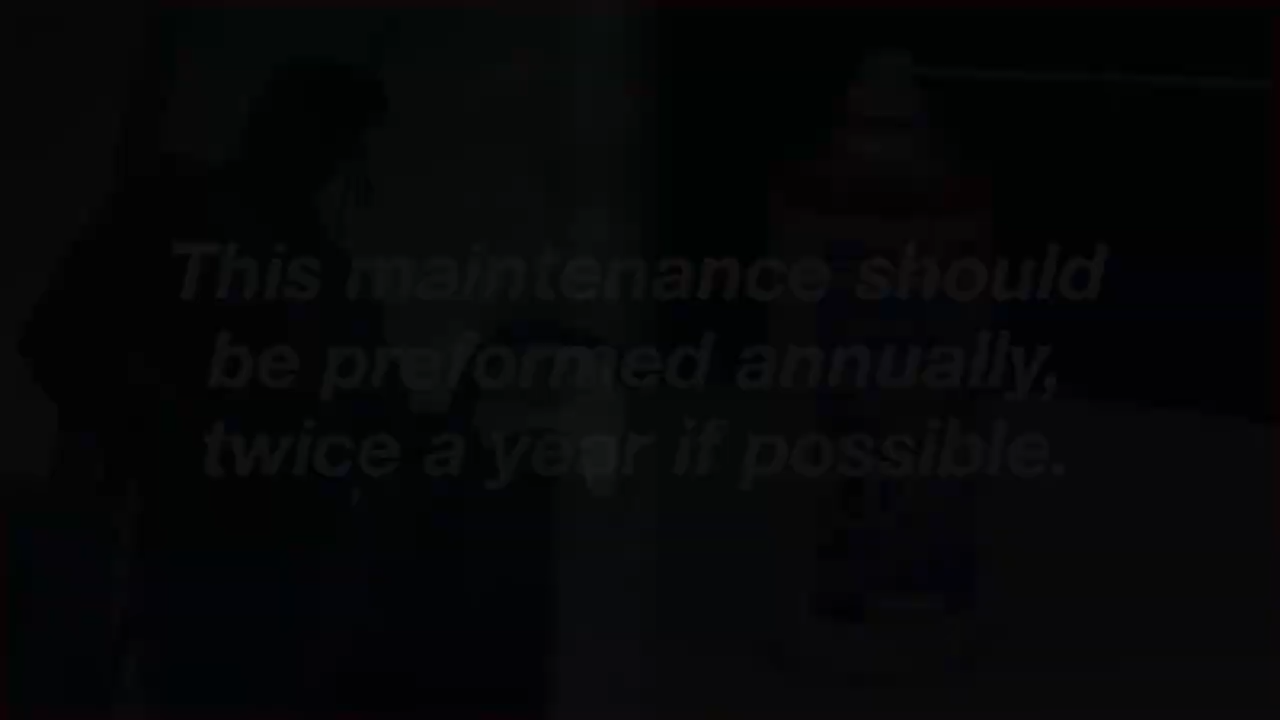 This maintenance should
be preformed annually,
twice a year if possible.